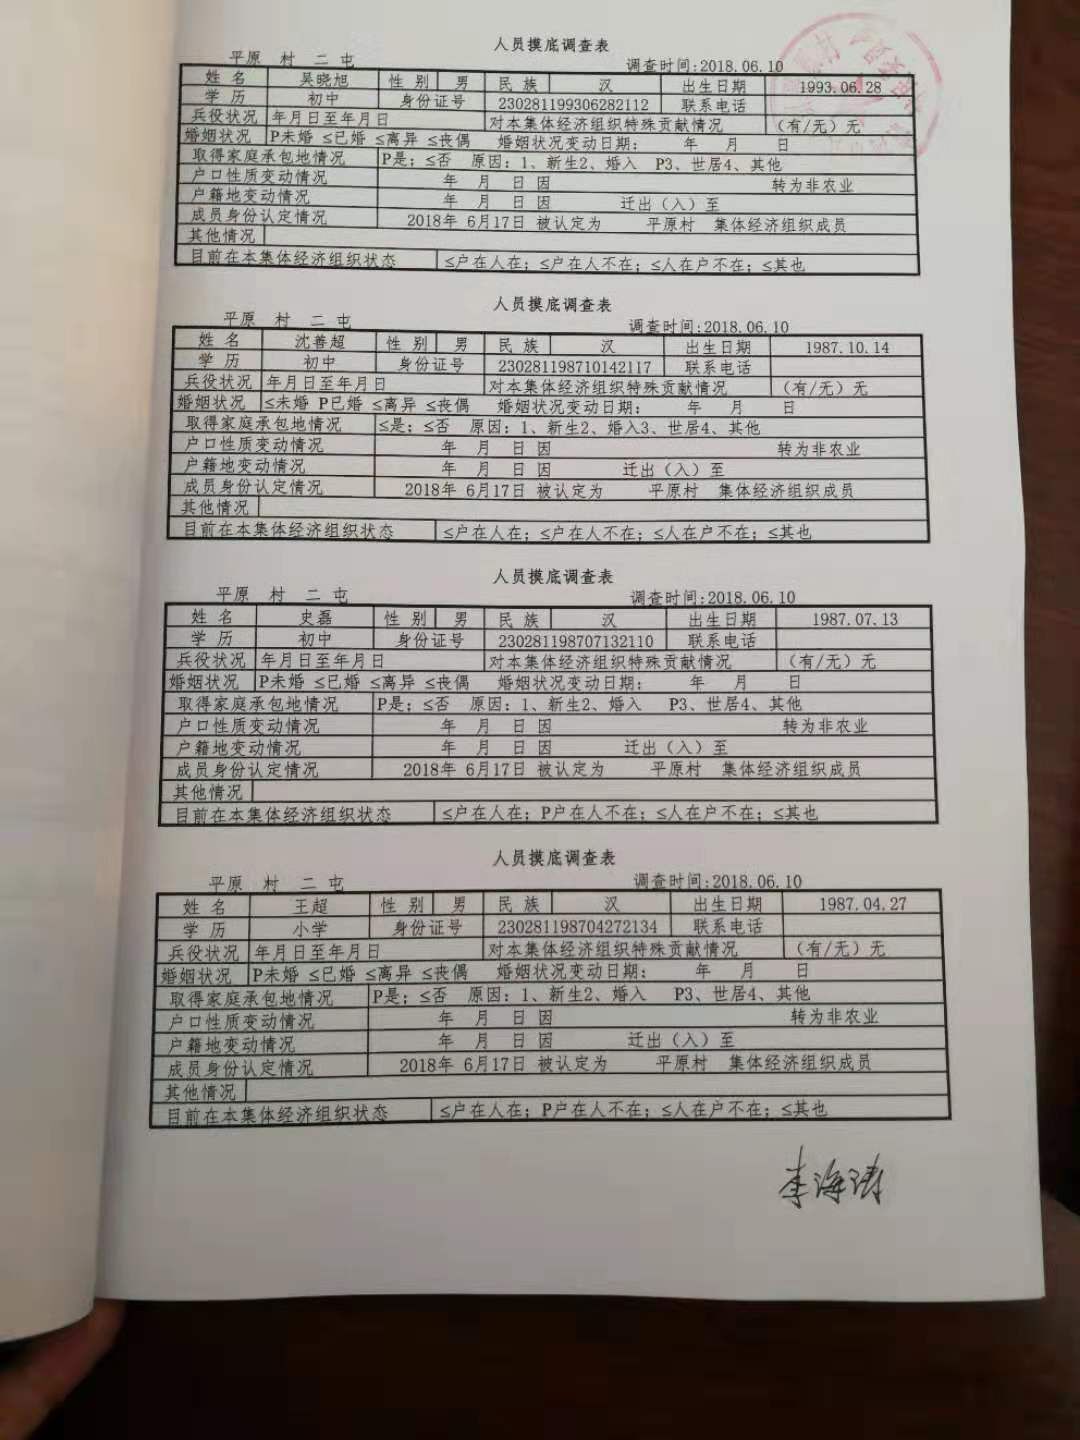 人员摸底调查表
平原 村 二 屯 调查时间:2018.06.10
姓 名 吴晓旭 性 别 男 民 族 汉 出生日期 1993.06.28
学 历 初中 身份证号 230281199306282112 联系电话
兵役状况 年月日至年月日 对本集体经济组织特殊贡献情况 （有/无）无
婚姻状况 P未婚 ≤已婚 ≤离异 ≤丧偶 婚姻状况变动日期： 年 月 日
取得家庭承包地情况 P是；≤否 原因：1、新生2、婚入 P3、世居4、其他
户口性质变动情况 年 月 日 因 转为非农业
户籍地变动情况 年 月 日 因 迁出（入）至
成员身份认定情况 2018年 6月17日 被认定为 平原村 集体经济组织成员
其他情况
目前在本集体经济组织状态 ≤户在人在；≤户在人不在；≤人在户不在；≤其也
人员摸底调查表
平原 村 二 屯 调查时间:2018.06.10
姓 名 沈善超 性 别 男 民 族 汉 出生日期 1987.10.14
学 历 初中 身份证号 230281198710142117 联系电话
兵役状况 年月日至年月日 对本集体经济组织特殊贡献情况 （有/无）无
婚姻状况 ≤未婚 P已婚 ≤离异 ≤丧偶 婚姻状况变动日期： 年 月 日
取得家庭承包地情况 ≤是；≤否 原因：1、新生2、婚入3、世居4、其他
户口性质变动情况 年 月 日 因 转为非农业
户籍地变动情况 年 月 日 因 迁出（入）至
成员身份认定情况 2018年 6月17日 被认定为 平原村 集体经济组织成员
其他情况
目前在本集体经济组织状态 ≤户在人在；≤户在人不在；≤人在户不在；≤其也
人员摸底调查表
平原 村 二 屯 调查时间:2018.06.10
姓 名 史磊 性 别 男 民 族 汉 出生日期 1987.07.13
学 历 初中 身份证号 230281198707132110 联系电话
兵役状况 年月日至年月日 对本集体经济组织特殊贡献情况 （有/无）无
婚姻状况 P未婚 ≤已婚 ≤离异 ≤丧偶 婚姻状况变动日期： 年 月 日
取得家庭承包地情况 P是；≤否 原因：1、新生2、婚入 P3、世居4、其他
户口性质变动情况 年 月 日 因 转为非农业
户籍地变动情况 年 月 日 因 迁出（入）至
成员身份认定情况 2018年 6月17日 被认定为 平原村 集体经济组织成员
其他情况
目前在本集体经济组织状态 ≤户在人在；P户在人不在；≤人在户不在；≤其也
人员摸底调查表
平原 村 二 屯 调查时间:2018.06.10
姓 名 王超 性 别 男 民 族 汉 出生日期 1987.04.27
学 历 小学 身份证号 230281198704272134 联系电话
兵役状况 年月日至年月日 对本集体经济组织特殊贡献情况 （有/无）无
婚姻状况 P未婚 ≤已婚 ≤离异 ≤丧偶 婚姻状况变动日期： 年 月 日
取得家庭承包地情况 P是；≤否 原因：1、新生2、婚入 P3、世居4、其他
户口性质变动情况 年 月 日 因 转为非农业
户籍地变动情况 年 月 日 因 迁出（入）至
成员身份认定情况 2018年 6月17日 被认定为 平原村 集体经济组织成员
其他情况
目前在本集体经济组织状态 ≤户在人在；P户在人不在；≤人在户不在；≤其也
李海涛